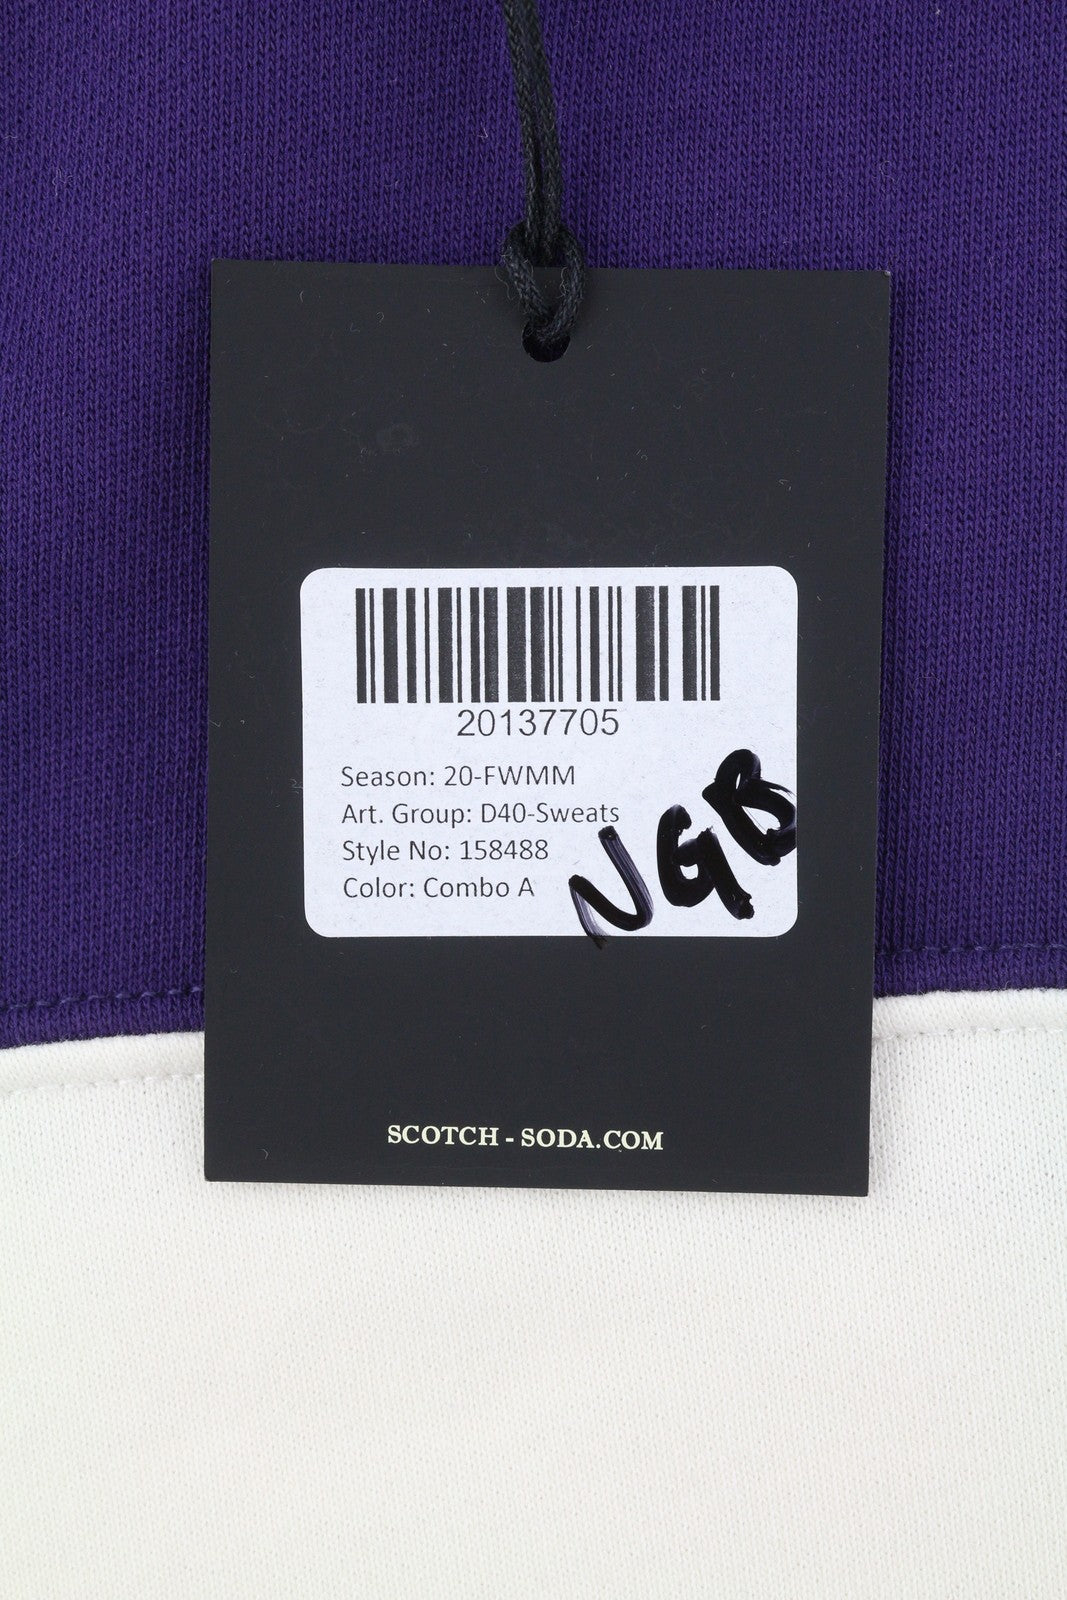 20137705
Season: 20-FWMM
Art. Group: D40-Sweats
Style No: 158488
Color: Combo A
NGB
SCOTCH - SODA.COM